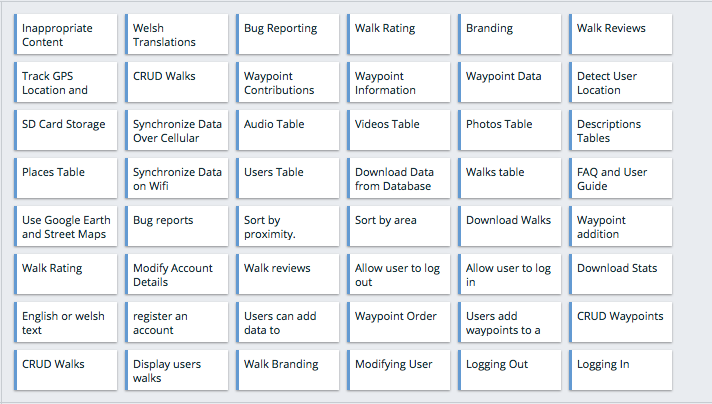 Inappropriate
Content
Welsh
Translations
Bug Reporting
Walk Rating
Branding
Walk Reviews
Track GPS
Location and
CRUD Walks
Waypoint
Contributions
Waypoint
Information
Waypoint Data
Detect User
Location
SD Card Storage
Synchronize Data
Over Cellular
Audio Table
Videos Table
Photos Table
Descriptions
Tables
Places Table
Synchronize Data
on Wifi
Users Table
Download Data
from Database
Walks table
FAQ and User
Guide
Use Google Earth
and Street Maps
Bug reports
Sort by
proximity.
Sort by area
Download Walks
Waypoint
addition
Walk Rating
Modify Account
Details
Walk reviews
Allow user to log
out
Allow user to log
in
Download Stats
English or welsh
text
register an
account
Users can add
data to
Waypoint Order
Users add
waypoints to a
CRUD Waypoints
CRUD Walks
Display users
walks
Walk Branding
Modifying User
Logging Out
Logging In